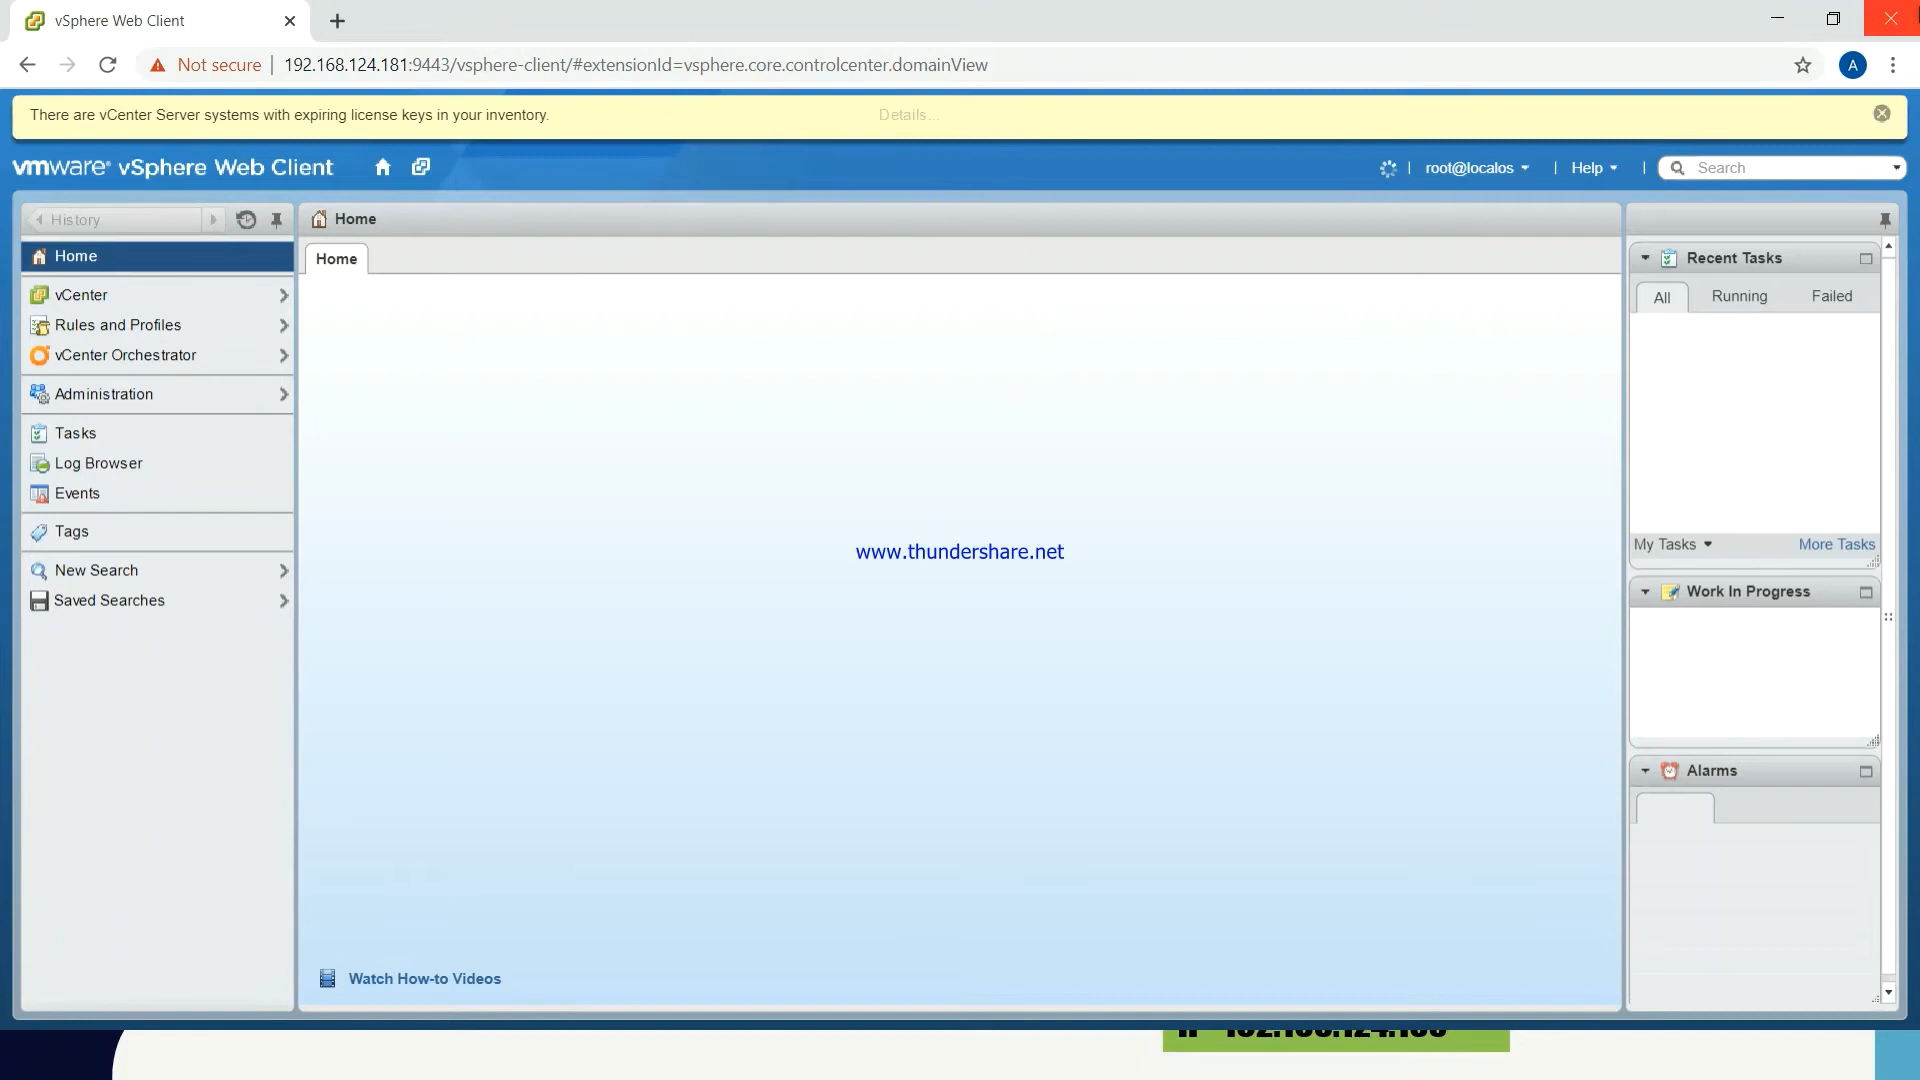 vSphere Web Client
Not secure 192.168.124.181:9443/vsphere-client/#extensionId=vsphere.core.controlcenter.domainView
A
There are vCenter Server systems with expiring license keys in your inventory.
Details...
vmware vSphere Web Client
root@localos
Help
Search
History
Home
vCenter
Rules and Profiles
vCenter Orchestrator
Administration
Tasks
Log Browser
Events
Tags
New Search
Saved Searches
Home
Home
www.thundershare.net
Watch How-to Videos
Recent Tasks
All Running Failed
My Tasks More Tasks
Work In Progress
Alarms